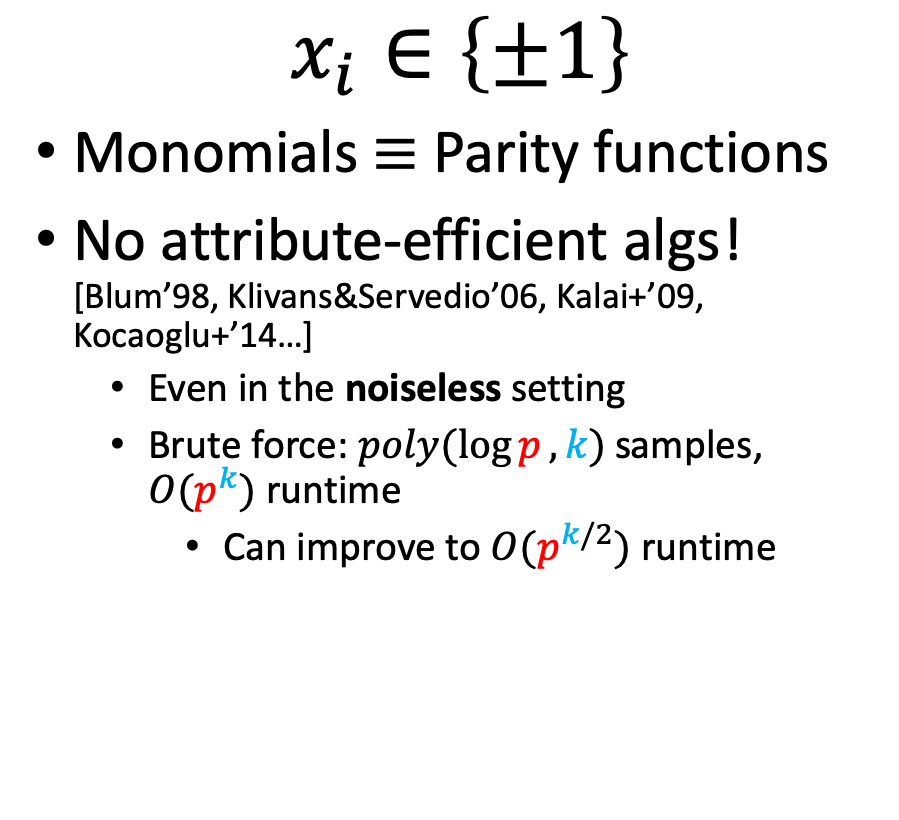 xᵢ ∈ {±1}
• Monomials ≡ Parity functions
• No attribute-efficient algs!
[Blum’98, Klivans&Servedio’06, Kalai+’09,
Kocaoglu+’14…]
• Even in the noiseless setting
• Brute force: poly(log p , k) samples,
O(pᵏ) runtime
• Can improve to O(p^{k/2}) runtime